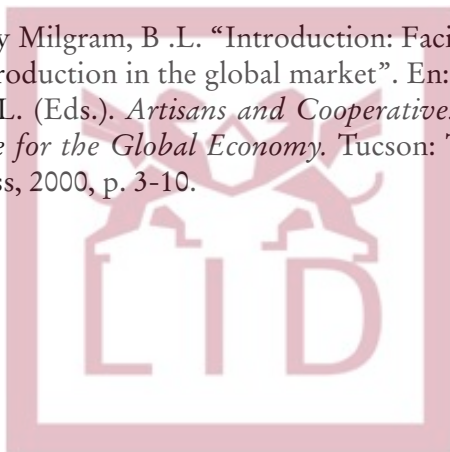 y Milgram, B .L. “Introduction: Faci
roduction in the global market”. En:
L. (Eds.). Artisans and Cooperative
e for the Global Economy. Tucson: T
ss, 2000, p. 3-10.
LID